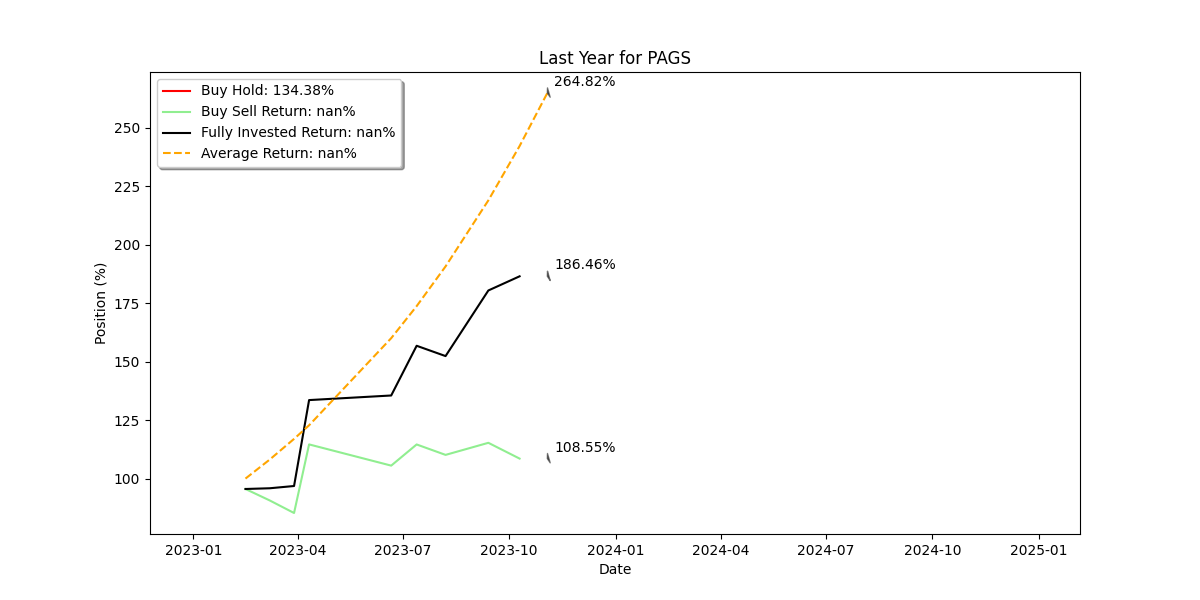 Last Year for PAGS
264.82%
Buy Hold: 134.38%
Buy Sell Return: nan%
Fully Invested Return: nan%
Average Return: nan%
250
225
200
186.46%
175
150
125
108.55%
100
Position (%)
2023-01 2023-04 2023-07 2023-10 2024-01 2024-04 2024-07 2024-10 2025-01
Date